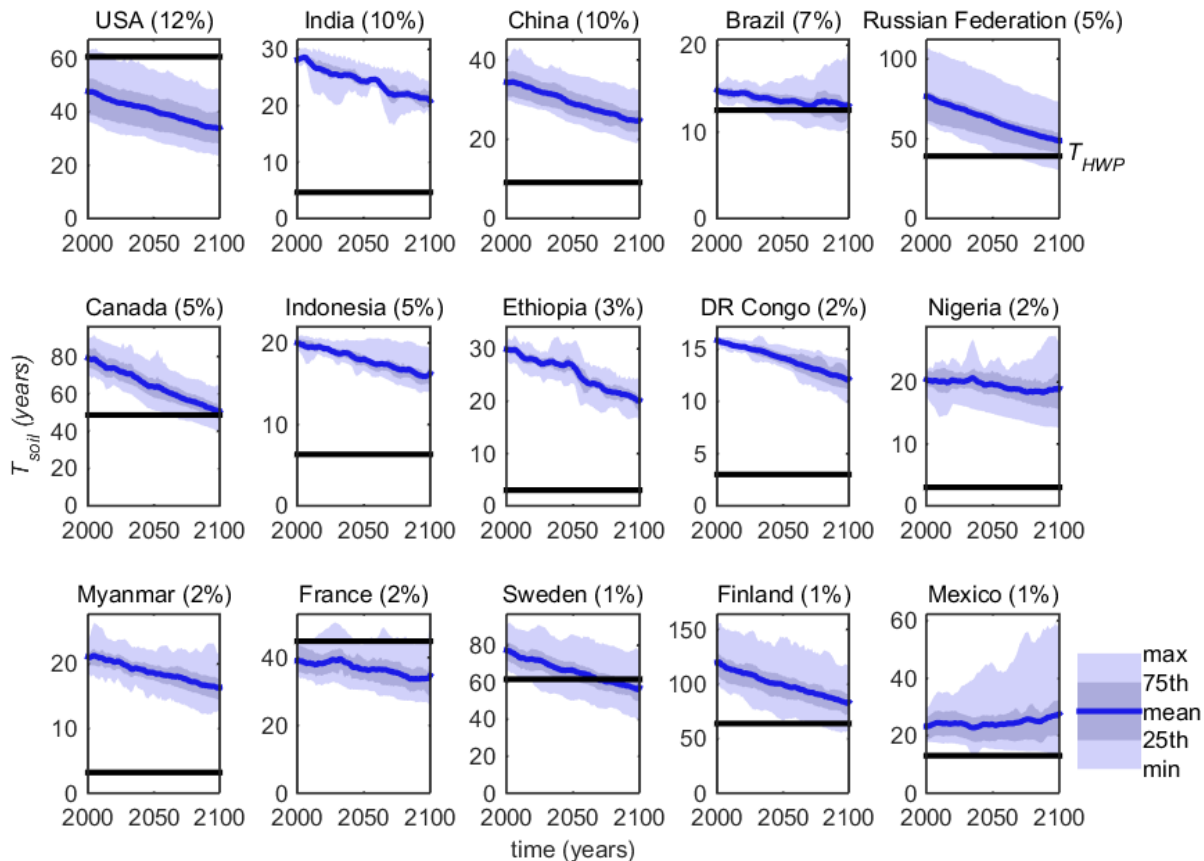 USA (12%)
India (10%)
China (10%)
Brazil (7%)
Russian Federation (5%)
60
40
20
0
30
20
10
0
40
20
0
20
10
0
100
50
0
T_HWP
2000 2050 2100
2000 2050 2100
2000 2050 2100
2000 2050 2100
2000 2050 2100
Canada (5%)
Indonesia (5%)
Ethiopia (3%)
DR Congo (2%)
Nigeria (2%)
T_soil (years)
80
60
40
20
0
20
10
0
30
20
10
0
15
10
5
0
20
10
0
2000 2050 2100
2000 2050 2100
2000 2050 2100
2000 2050 2100
2000 2050 2100
Myanmar (2%)
France (2%)
Sweden (1%)
Finland (1%)
Mexico (1%)
20
10
0
40
20
0
80
60
40
20
0
150
100
50
0
60
40
20
0
max
75th
mean
25th
min
2000 2050 2100
2000 2050 2100
2000 2050 2100
2000 2050 2100
2000 2050 2100
time (years)